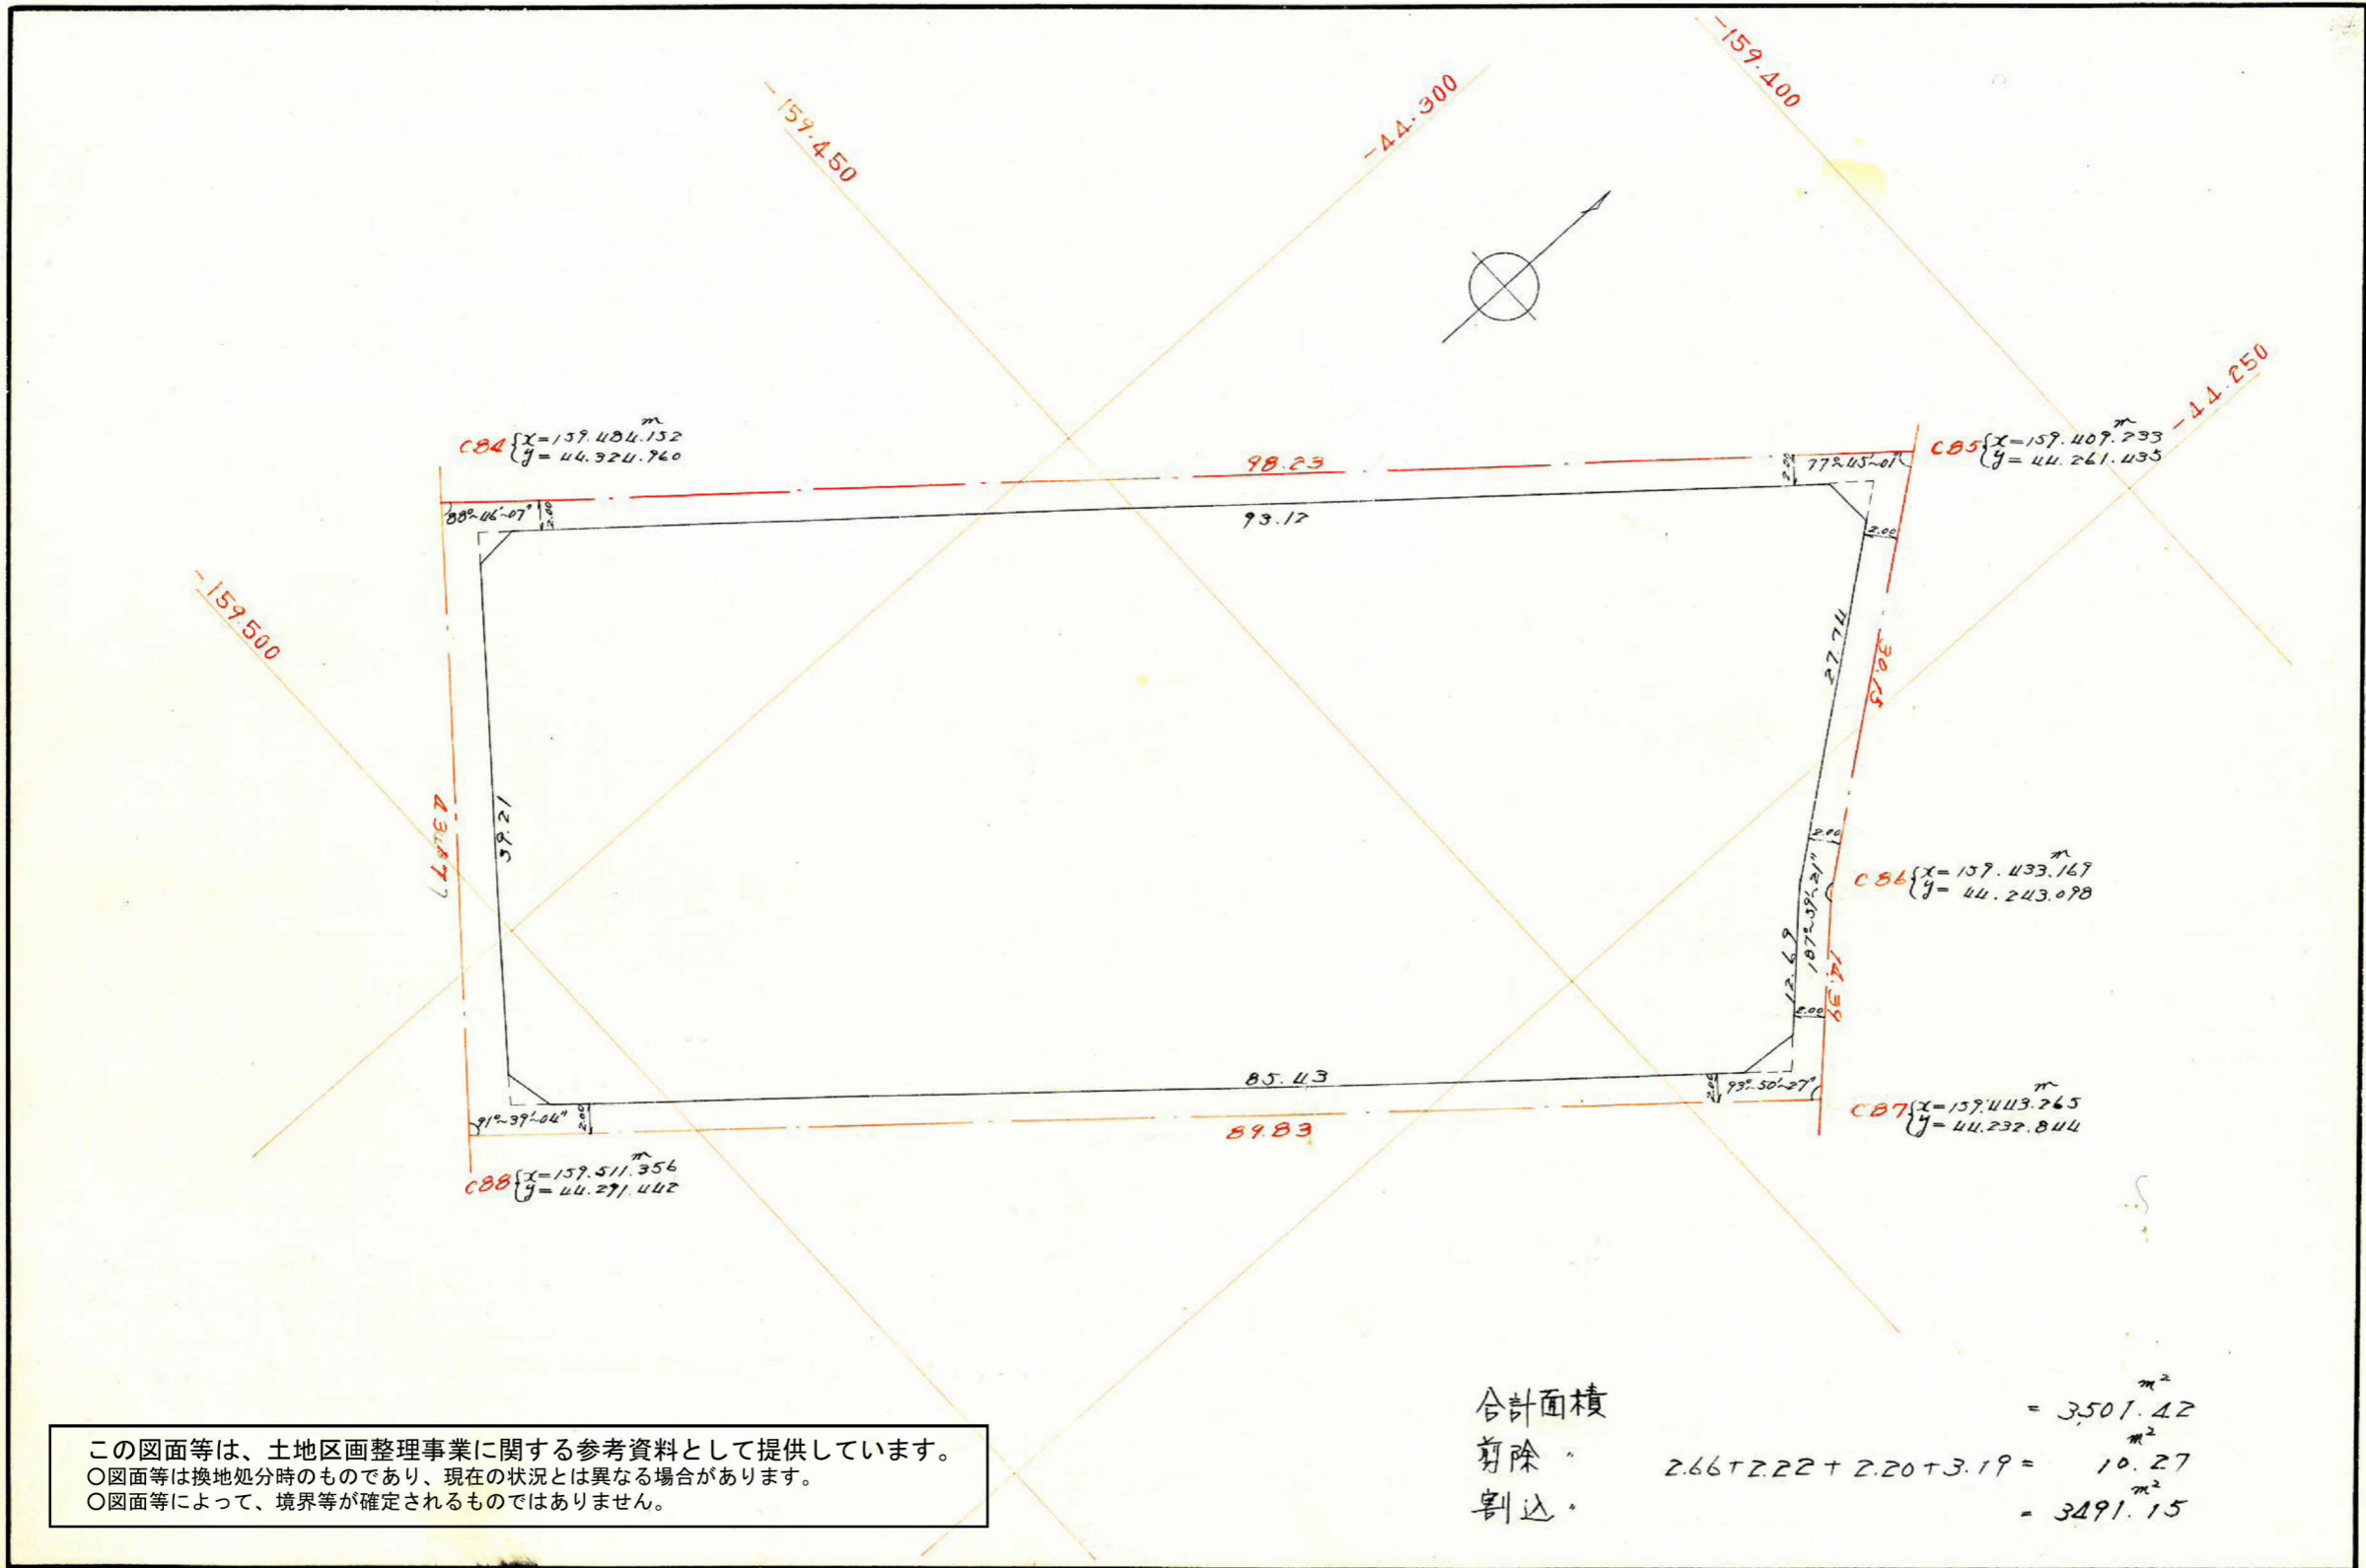 -159.400
-44.300
-159.450
-44.250
C84 {x=159.484.152 m
y=44.324.960
98.23
77°~45'~01"
C85 {x=159.409.233 m
y=44.261.435
88°~46'~07"
2.00
2.00
93.12
2.00
-159.500
27.74
30.15
39.21
2.00
C86 {x=159.433.169 m
y=44.243.098
187°~59'~21"
12.69
14.39
2.00
85.43
2.00
93°~50'~27"
91°~39'~04"
2.00
89.83
C87 {x=159.443.265 m
y=44.232.844
C88 {x=159.511.356 m
y=44.291.442
合計面積 = 3,501.42 m²
剪除 〃 2.66+2.22+2.20+3.19= 10.27 m²
割込 〃 = 3491.15 m²
この図面等は、土地区画整理事業に関する参考資料として提供しています。
○図面等は換地処分時のものであり、現在の状況とは異なる場合があります。
○図面等によって、境界等が確定されるものではありません。